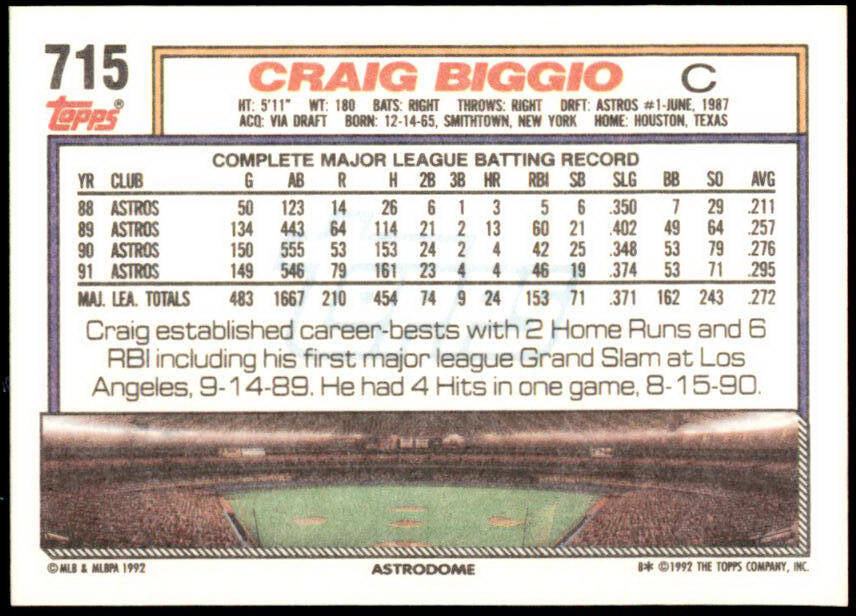 715
Topps®
CRAIG BIGGIO C
HT: 5'11" WT: 180 BATS: RIGHT THROWS: RIGHT DRFT: ASTROS #1-JUNE, 1987
ACQ: VIA DRAFT BORN: 12-14-65, SMITHTOWN, NEW YORK HOME: HOUSTON, TEXAS
COMPLETE MAJOR LEAGUE BATTING RECORD
YR CLUB G AB R H 2B 3B HR RBI SB SLG BB SO AVG
88 ASTROS 50 123 14 26 6 1 3 5 6 .350 7 29 .211
89 ASTROS 134 443 64 114 21 2 13 60 21 .402 49 64 .257
90 ASTROS 150 555 53 153 24 2 4 42 25 .348 53 79 .276
91 ASTROS 149 546 79 161 23 4 4 46 19 .374 53 71 .295
MAJ. LEA. TOTALS 483 1667 210 454 74 9 24 153 71 .371 162 243 .272
Craig established career-bests with 2 Home Runs and 6
RBI including his first major league Grand Slam at Los
Angeles, 9-14-89. He had 4 Hits in one game, 8-15-90.
©MLB & MLBPA 1992 ASTRODOME B* ©1992 THE TOPPS COMPANY, INC.